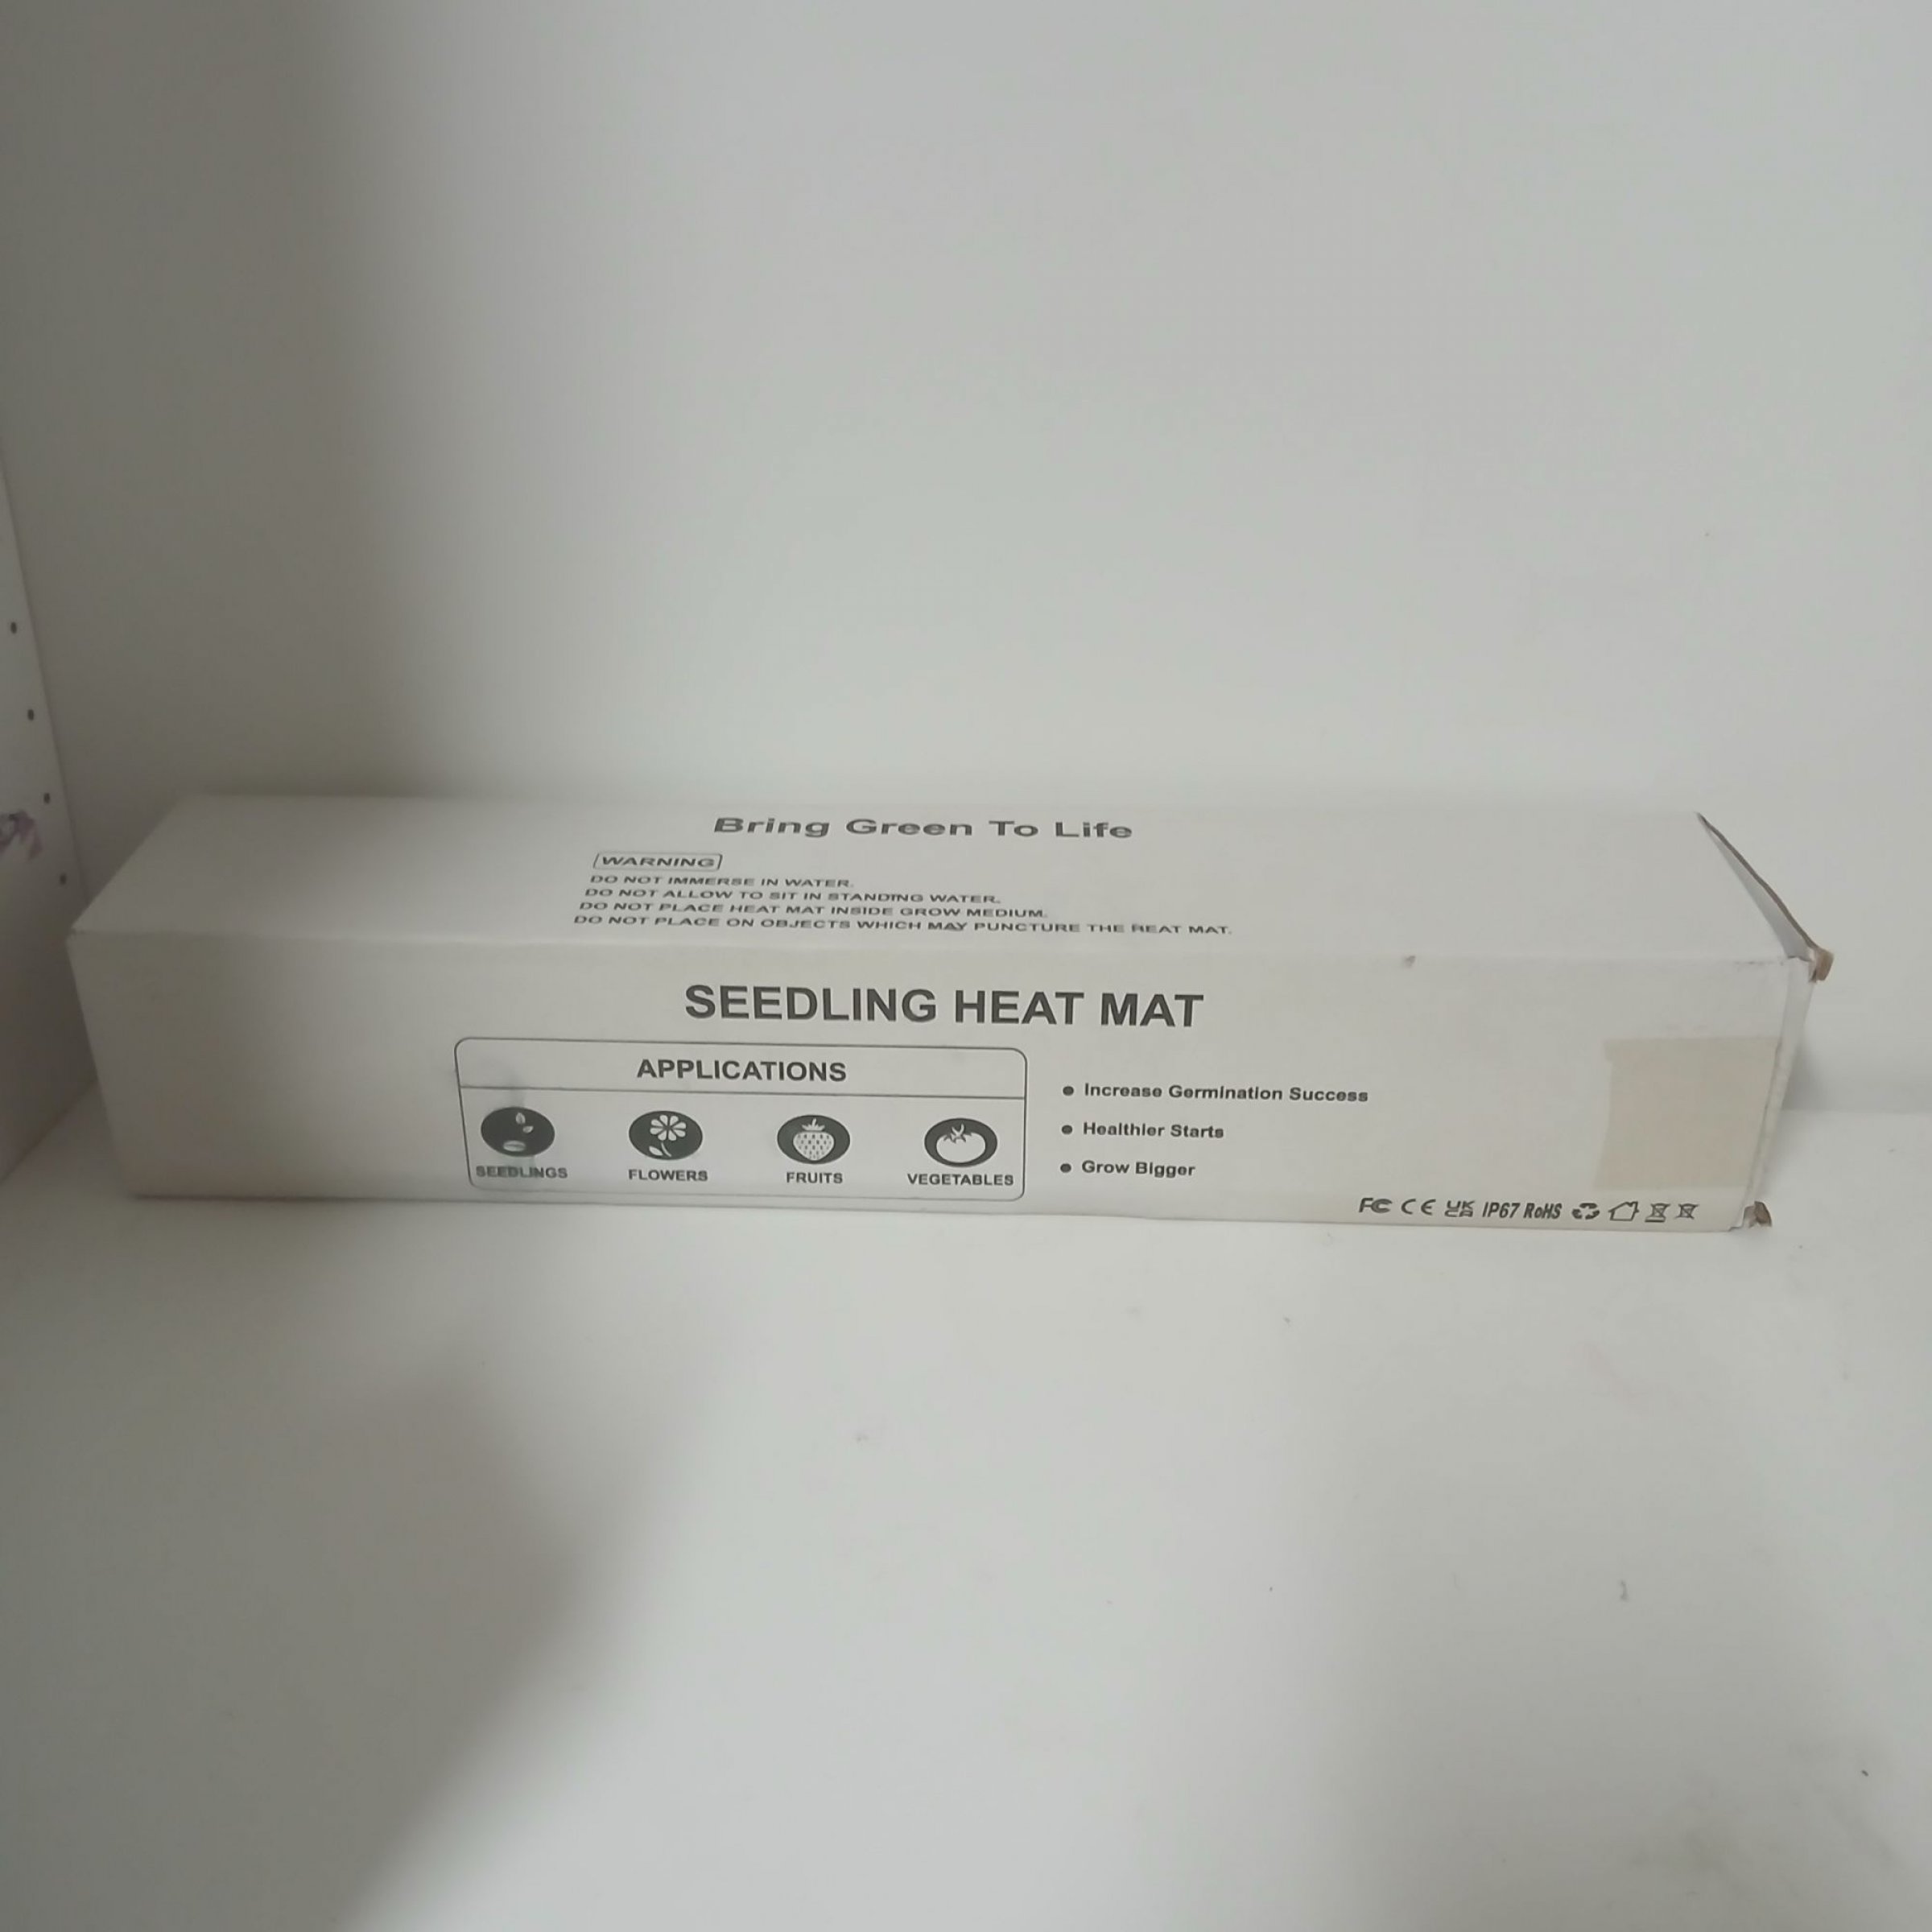 Bring Green To Life
WARNING
DO NOT IMMERSE IN WATER.
DO NOT ALLOW TO SIT IN STANDING WATER.
DO NOT PLACE HEAT MAT INSIDE GROW MEDIUM.
DO NOT PLACE ON OBJECTS WHICH MAY PUNCTURE THE HEAT MAT.
SEEDLING HEAT MAT
APPLICATIONS
SEEDLINGS FLOWERS FRUITS VEGETABLES
Increase Germination Success
Healthier Starts
Grow Bigger
FC CE UKCA IP67 RoHS